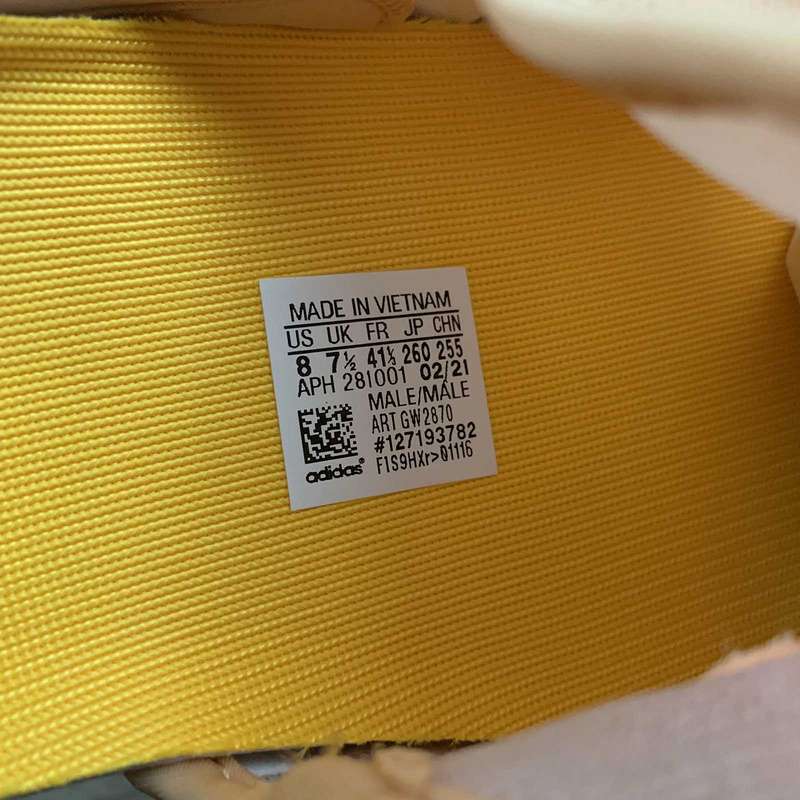 MADE IN VIETNAM
US UK FR JP CHN
8 7½ 41⅓ 260 255
APH 281001 02/21
MALE/MÂLE
ART GW2870
#127193782
F1S9HXr>01116
adidas®